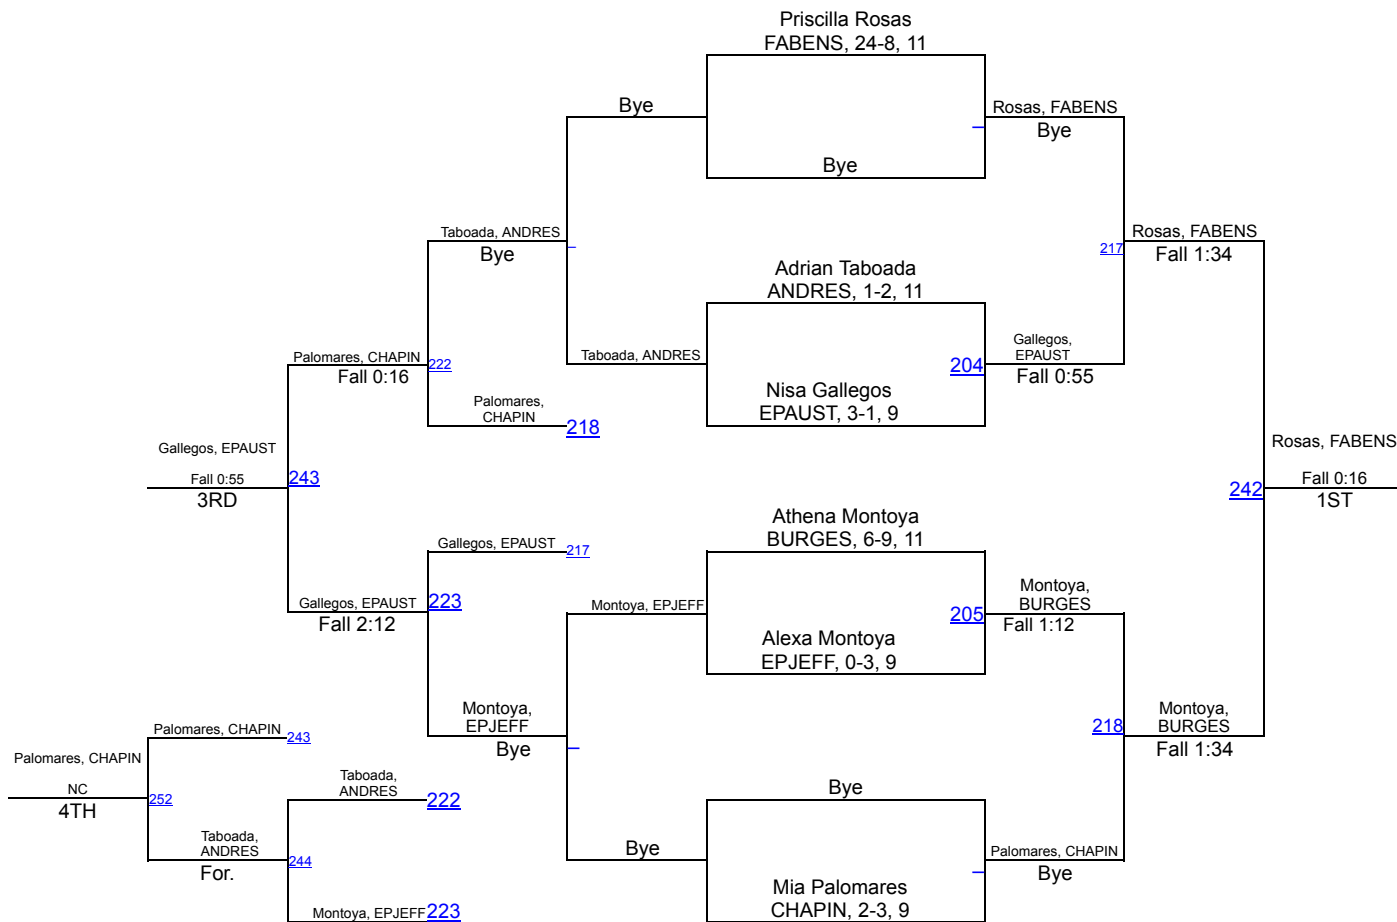 Priscilla Rosas
FABENS, 24-8, 11
Bye
Rosas, FABENS
Bye
Bye
Taboada, ANDRES
Bye
Rosas, FABENS
217
Fall 1:34
Adrian Taboada
ANDRES, 1-2, 11
Palomares, CHAPIN
222
Fall 0:16
Taboada, ANDRES
204
Gallegos,
EPAUST
Fall 0:55
Nisa Gallegos
EPAUST, 3-1, 9
Palomares,
CHAPIN
218
Gallegos, EPAUST
Fall 0:55
243
3RD
Rosas, FABENS
242
Fall 0:16
1ST
Athena Montoya
BURGES, 6-9, 11
Gallegos, EPAUST
217
Gallegos, EPAUST
223
Fall 2:12
Montoya, EPJEFF
205
Montoya,
BURGES
Fall 1:12
Alexa Montoya
EPJEFF, 0-3, 9
Montoya,
EPJEFF
Bye
218
Montoya,
BURGES
Fall 1:34
Palomares, CHAPIN
243
Palomares, CHAPIN
NC
252
4TH
Taboada,
ANDRES
222
Bye
Taboada,
ANDRES
244
For.
Bye
Palomares, CHAPIN
Bye
Mia Palomares
CHAPIN, 2-3, 9
Montoya, EPJEFF
223